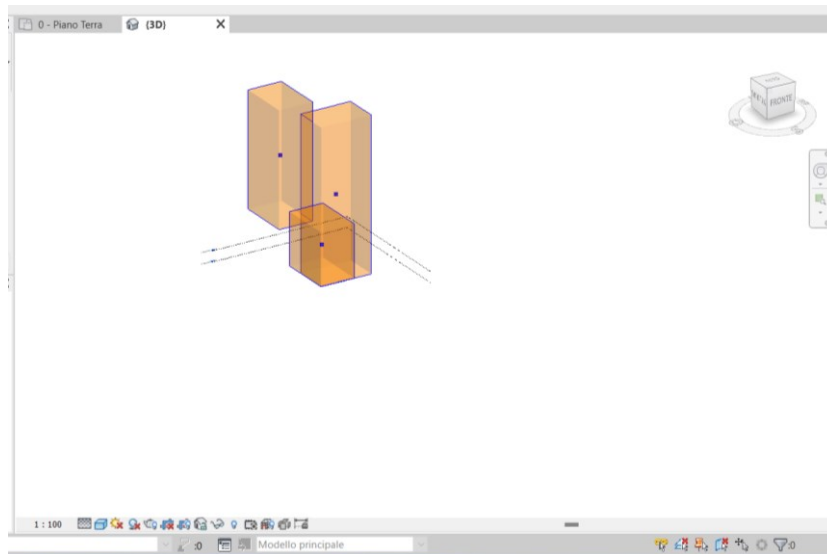 0 - Piano Terra
(3D)
FRONTE
1 : 100
:0
Modello principale
:0